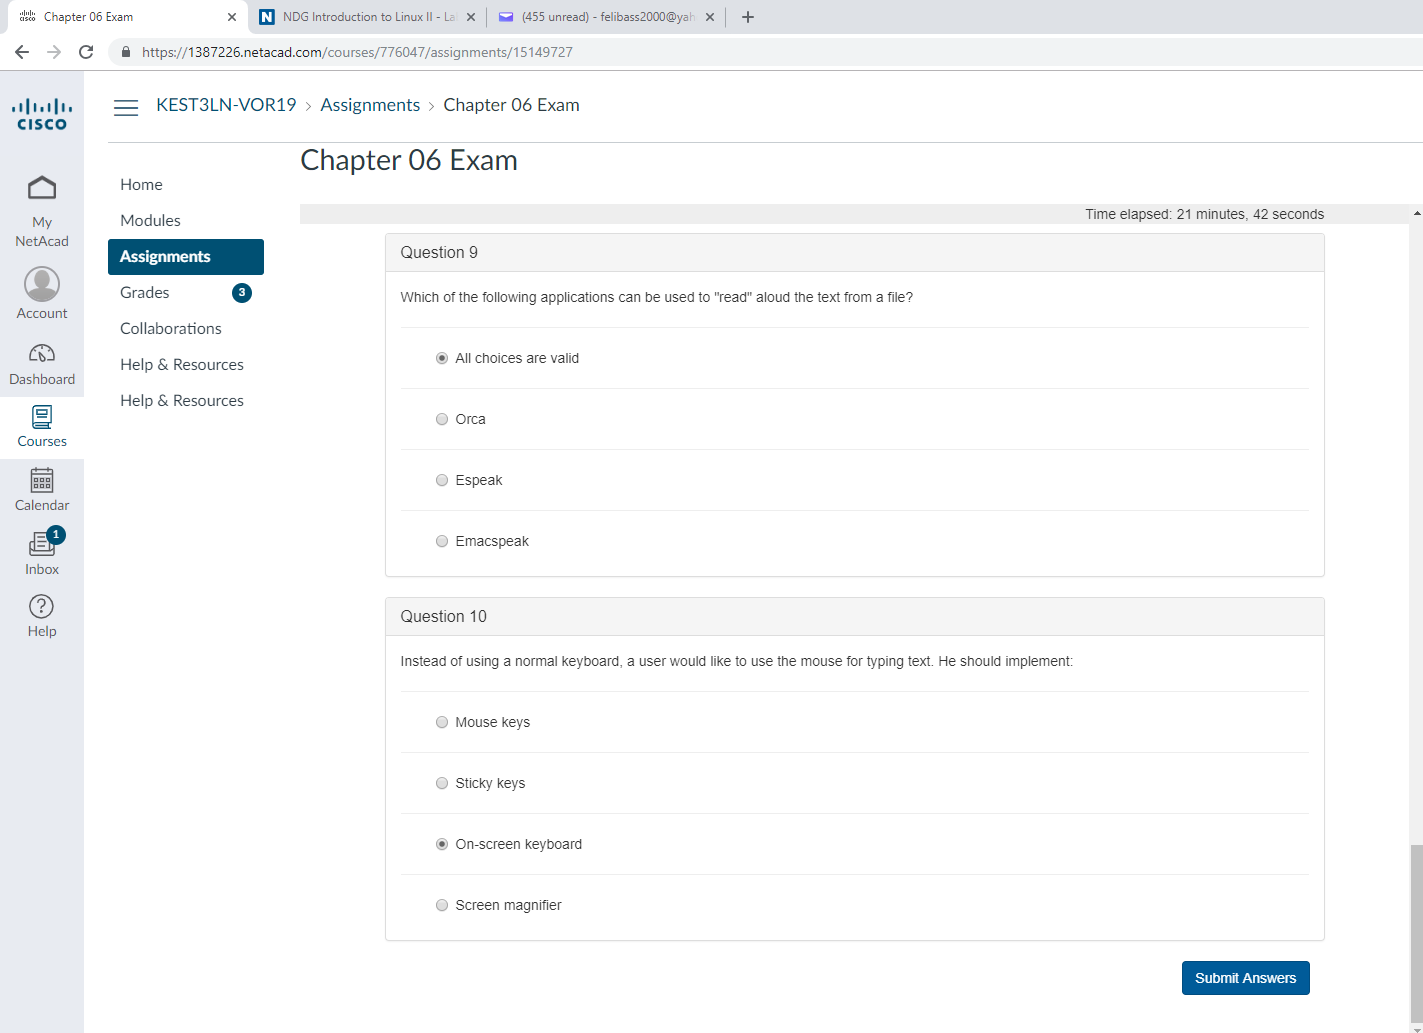 Chapter 06 Exam
NDG Introduction to Linux II - La
(455 unread) - felibass2000@yah
https://1387226.netacad.com/courses/776047/assignments/15149727
CISCO
KEST3LN-VOR19 › Assignments › Chapter 06 Exam
Chapter 06 Exam
My
NetAcad
Account
Dashboard
Courses
Calendar
1
Inbox
Help
Home
Modules
Assignments
Grades 3
Collaborations
Help & Resources
Help & Resources
Time elapsed: 21 minutes, 42 seconds
Question 9
Which of the following applications can be used to "read" aloud the text from a file?
All choices are valid
Orca
Espeak
Emacspeak
Question 10
Instead of using a normal keyboard, a user would like to use the mouse for typing text. He should implement:
Mouse keys
Sticky keys
On-screen keyboard
Screen magnifier
Submit Answers